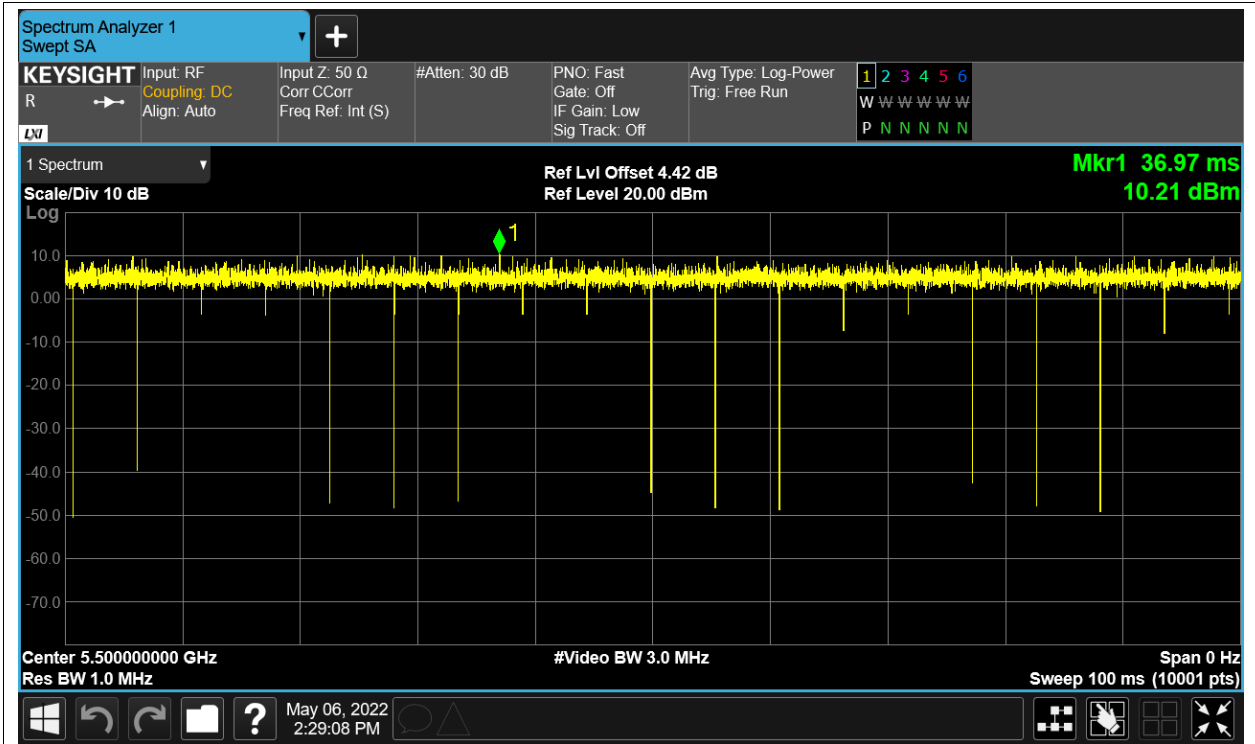 Spectrum Analyzer 1
Swept SA
KEYSIGHT
R
LXI
Input: RF
Coupling: DC
Align: Auto
Input Z: 50 Ω
Corr CCorr
Freq Ref: Int (S)
#Atten: 30 dB
PNO: Fast
Gate: Off
IF Gain: Low
Sig Track: Off
Avg Type: Log-Power
Trig: Free Run
1 2 3 4 5 6
W W W W W W
P N N N N N
1 Spectrum
Scale/Div 10 dB
Log
Ref Lvl Offset 4.42 dB
Ref Level 20.00 dBm
Mkr1 36.97 ms
10.21 dBm
1
10.0
0.00
-10.0
-20.0
-30.0
-40.0
-50.0
-60.0
-70.0
Center 5.500000000 GHz
Res BW 1.0 MHz
#Video BW 3.0 MHz
Span 0 Hz
Sweep 100 ms (10001 pts)
?
May 06, 2022
2:29:08 PM